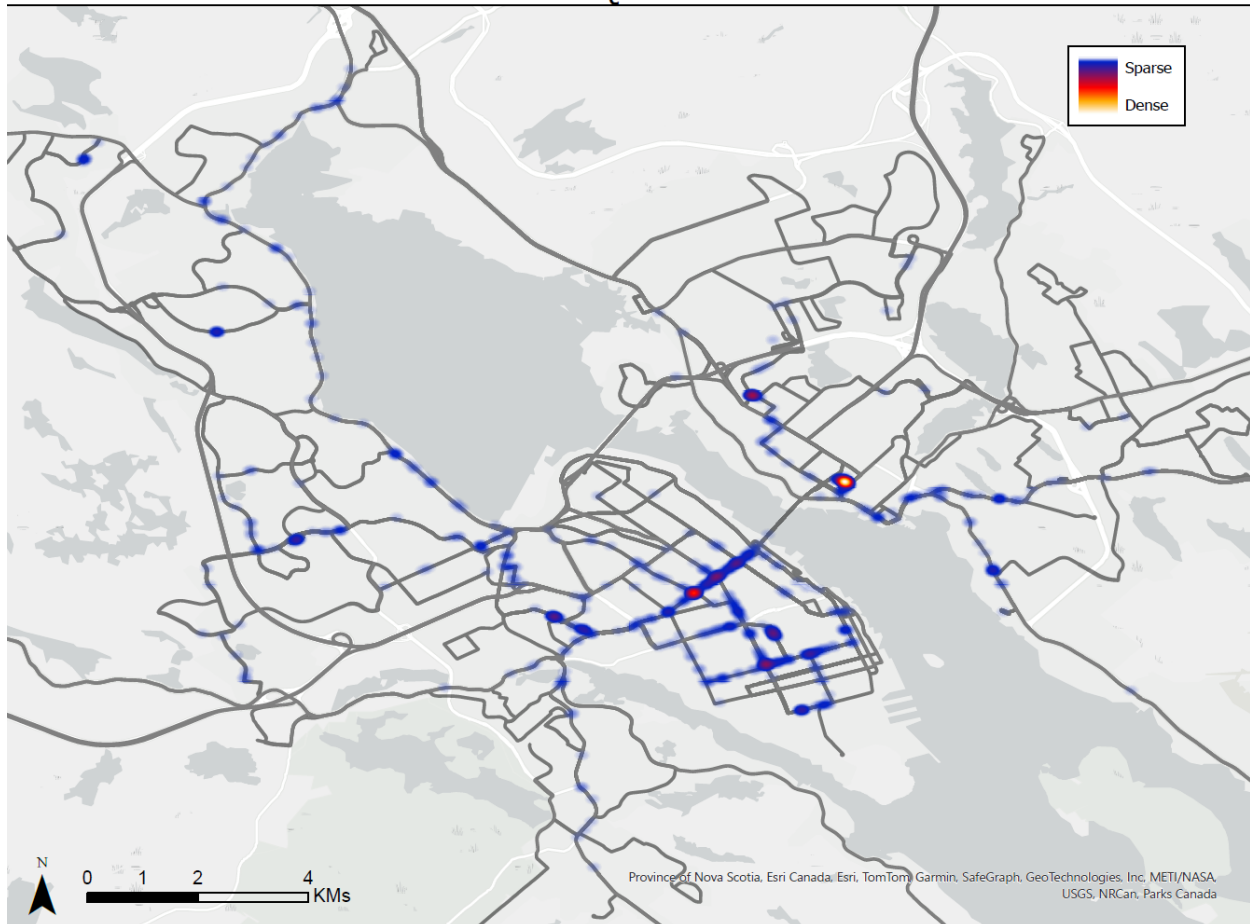 Sparse
Dense
N
0 1 2 4
KMs
Province of Nova Scotia, Esri Canada, Esri, TomTom, Garmin, SafeGraph, GeoTechnologies, Inc, METI/NASA,
USGS, NRCan, Parks Canada